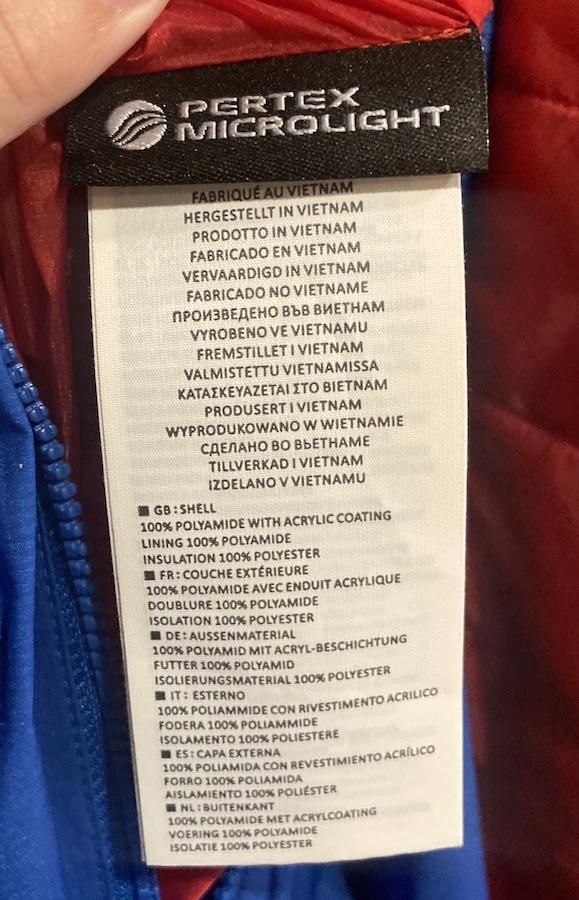 PERTEX
MICROLIGHT
FABRIQUÉ AU VIETNAM
HERGESTELLT IN VIETNAM
PRODOTTO IN VIETNAM
FABRICADO EN VIETNAM
VERVAARDIGD IN VIETNAM
FABRICADO NO VIETNAME
ПРОИЗВЕДЕНО ВЪВ ВИЕТНАМ
VYROBENO VE VIETNAMU
FREMSTILLET I VIETNAM
VALMISTETTU VIETNAMISSA
ΚΑΤΑΣΚΕΥΑΖΕΤΑΙ ΣΤΟ ΒΙΕΤΝΑΜ
PRODUSERT I VIETNAM
WYPRODUKOWANO W WIETNAMIE
СДЕЛАНО ВО ВЬЕТНАМЕ
TILLVERKAD I VIETNAM
IZDELANO V VIETNAMU
GB : SHELL
100% POLYAMIDE WITH ACRYLIC COATING
LINING 100% POLYAMIDE
INSULATION 100% POLYESTER
FR : COUCHE EXTÉRIEURE
100% POLYAMIDE AVEC ENDUIT ACRYLIQUE
DOUBLURE 100% POLYAMIDE
ISOLATION 100% POLYESTER
DE : AUSSENMATERIAL
100% POLYAMID MIT ACRYL-BESCHICHTUNG
FUTTER 100% POLYAMID
ISOLIERUNGSMATERIAL 100% POLYESTER
IT : ESTERNO
100% POLIAMMIDE CON RIVESTIMENTO ACRILICO
FODERA 100% POLIAMMIDE
ISOLAMENTO 100% POLIESTERE
ES : CAPA EXTERNA
100% POLIAMIDA CON REVESTIMIENTO ACRÍLICO
FORRO 100% POLIAMIDA
AISLAMIENTO 100% POLIÉSTER
NL : BUITENKANT
100% POLYAMIDE MET ACRYLCOATING
VOERING 100% POLYAMIDE
ISOLATIE 100% POLYESTER